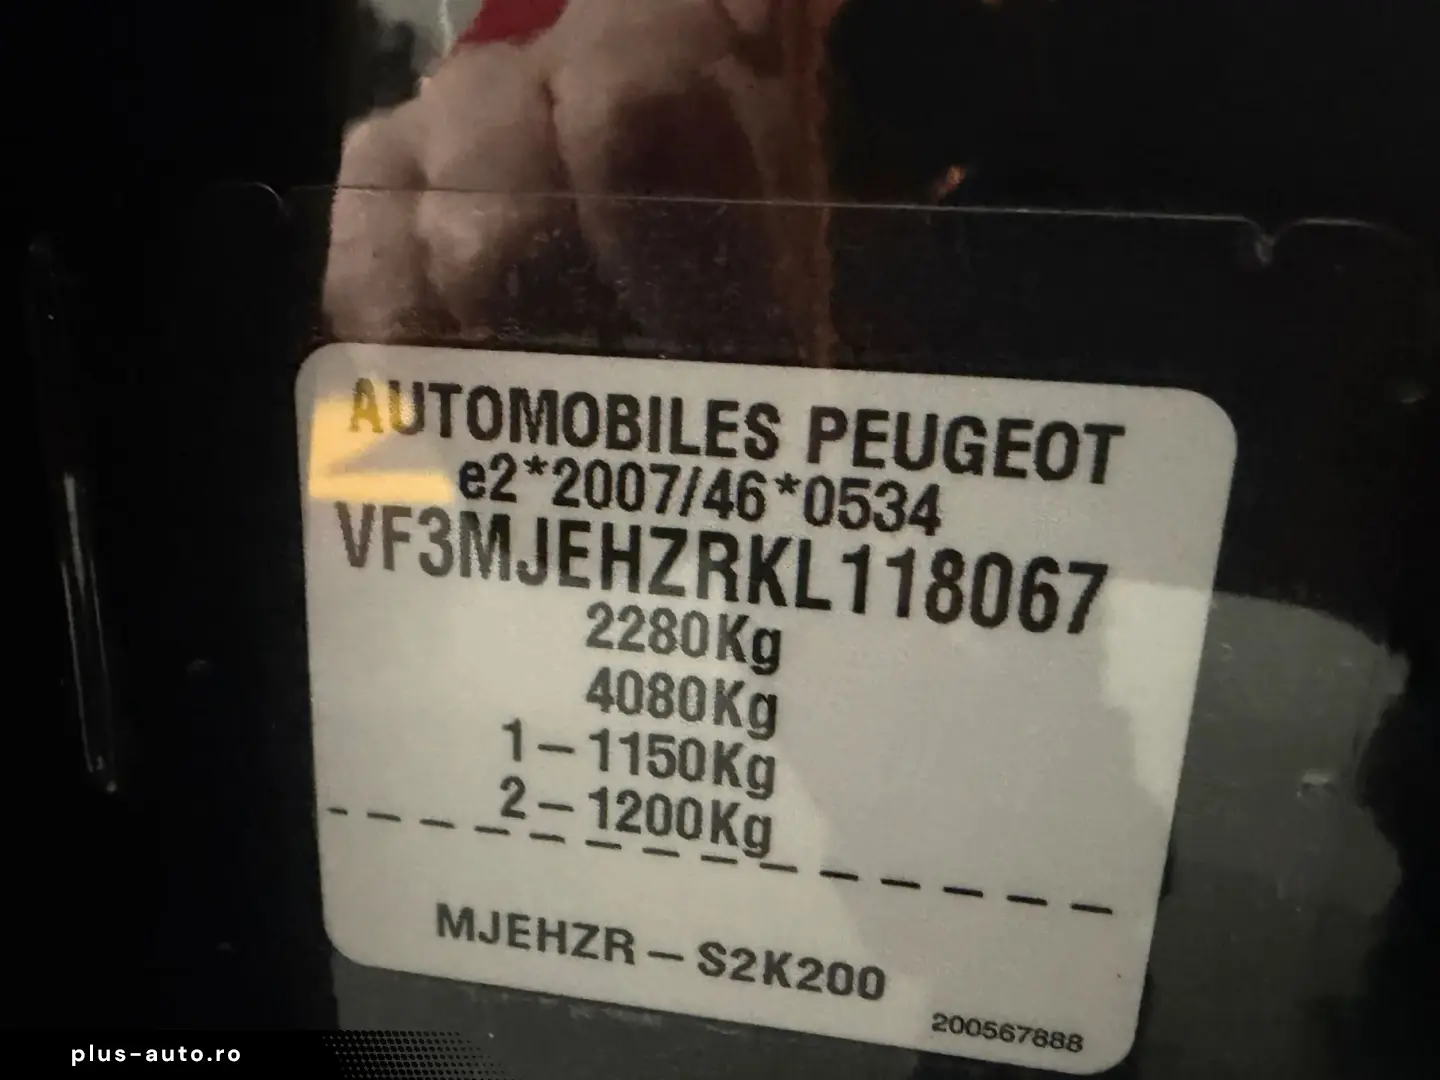 AUTOMOBILES PEUGEOT
e2*2007/46*0534
VF3MJEHZRKL118067
2280Kg
4080Kg
1-1150Kg
2-1200Kg
MJEHZR-S2K200
200567888
plus-auto.ro